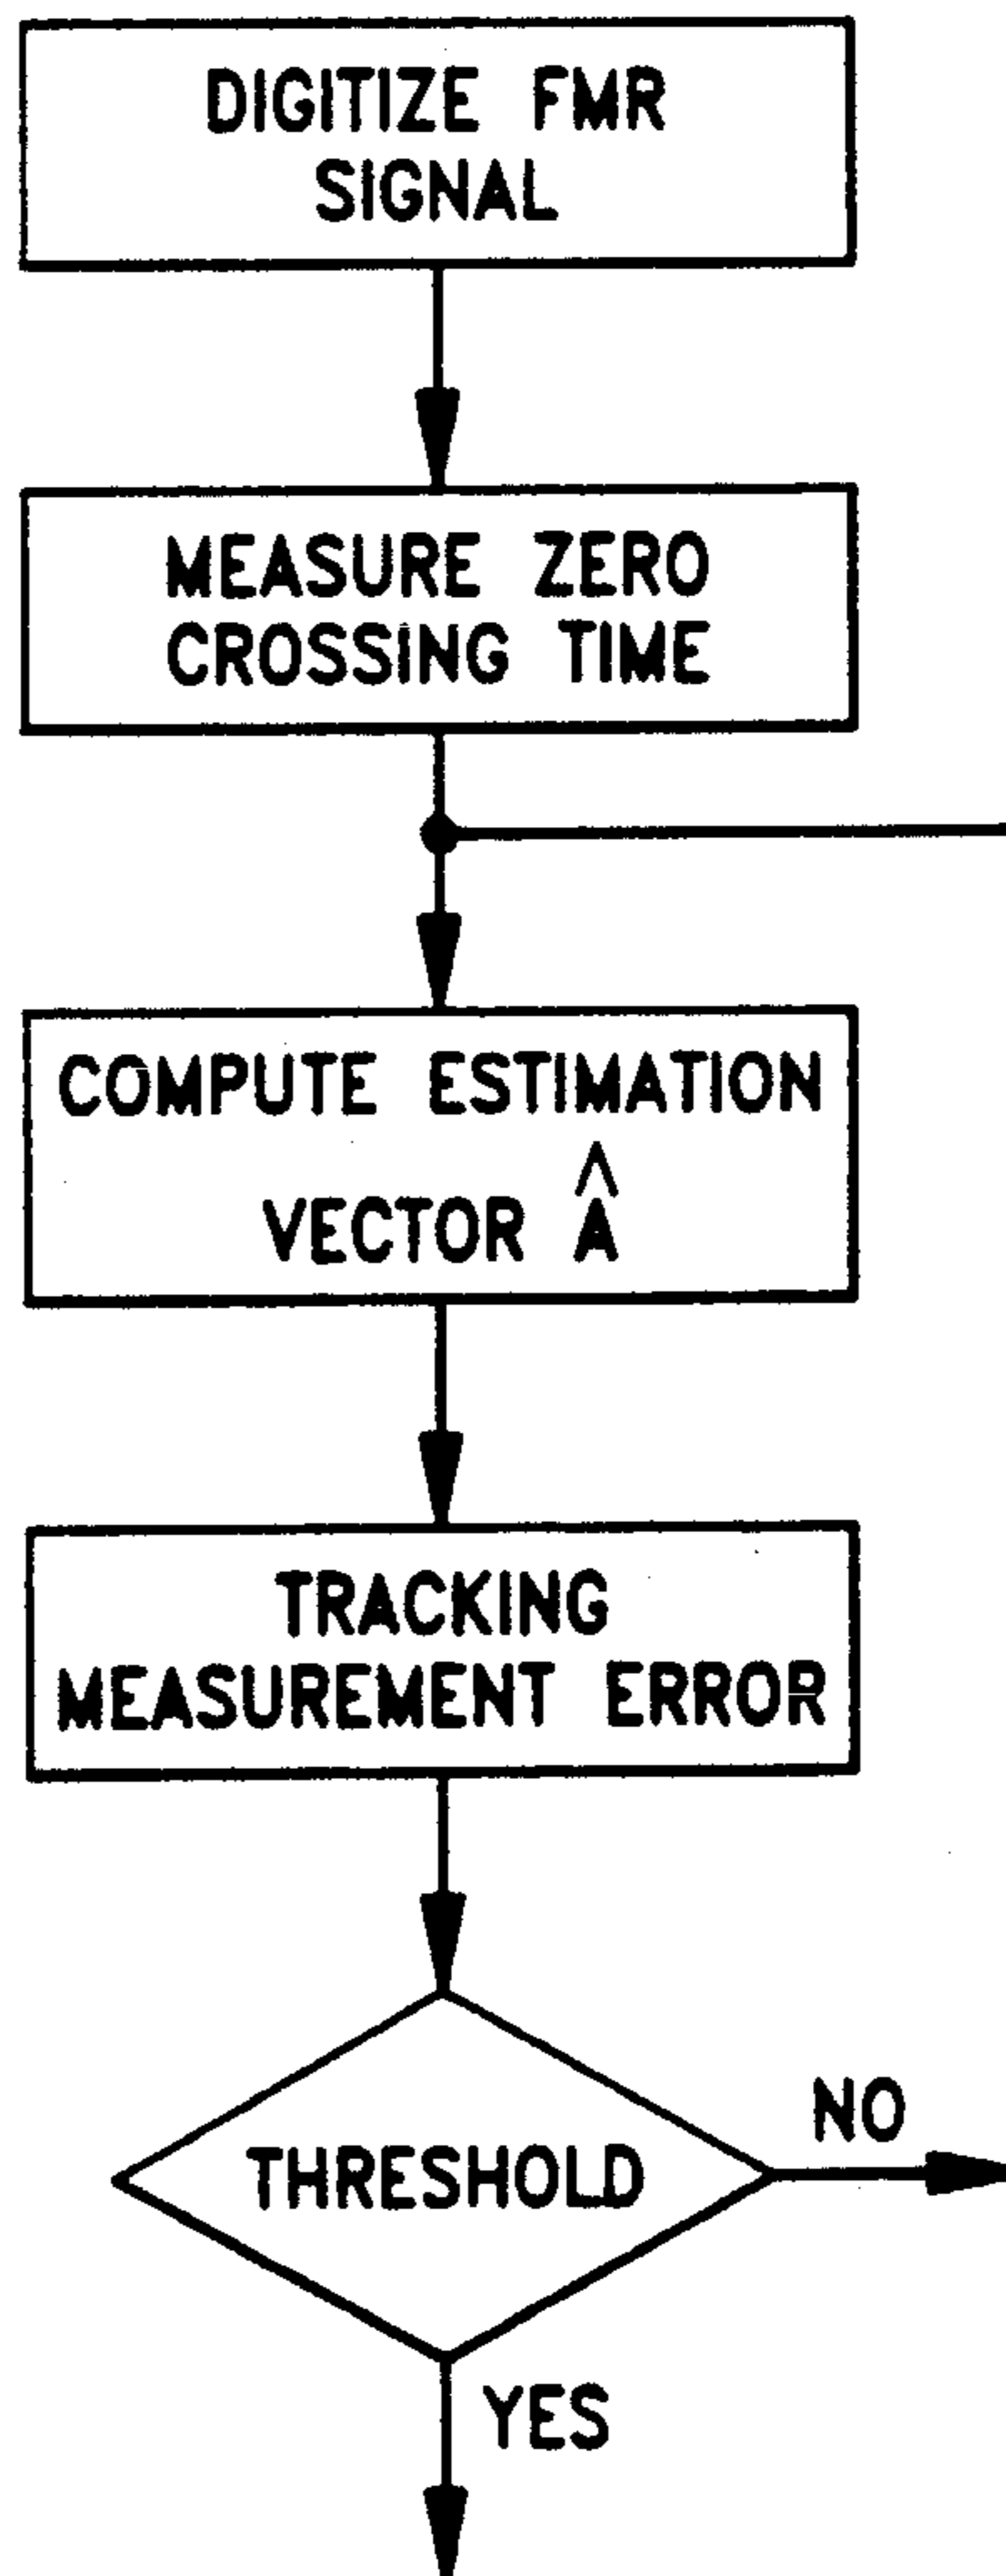 DIGITIZE FMR
SIGNAL
MEASURE ZERO
CROSSING TIME
COMPUTE ESTIMATION
VECTOR Â
TRACKING
MEASUREMENT ERROR
THRESHOLD
NO
YES